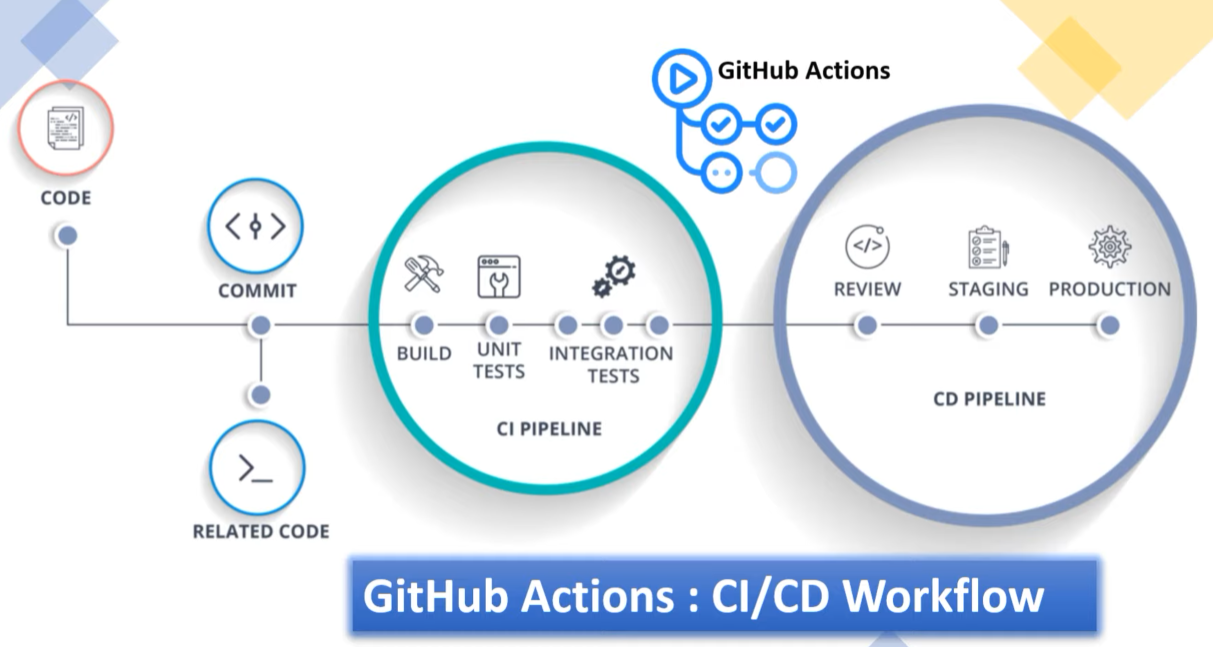 GitHub Actions
CODE
COMMIT
RELATED CODE
BUILD
UNIT
TESTS
INTEGRATION
TESTS
CI PIPELINE
REVIEW
STAGING
PRODUCTION
CD PIPELINE
GitHub Actions : CI/CD Workflow